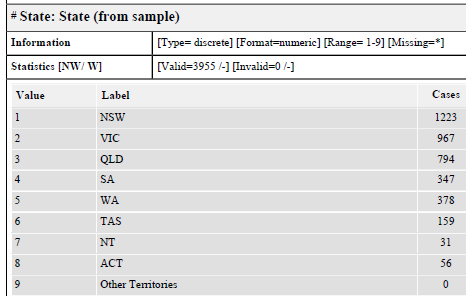 # State: State (from sample)
Information [Type= discrete] [Format=numeric] [Range= 1-9] [Missing=*]
Statistics [NW/ W] [Valid=3955 /-] [Invalid=0 /-]
Value Label Cases
1 NSW 1223
2 VIC 967
3 QLD 794
4 SA 347
5 WA 378
6 TAS 159
7 NT 31
8 ACT 56
9 Other Territories 0